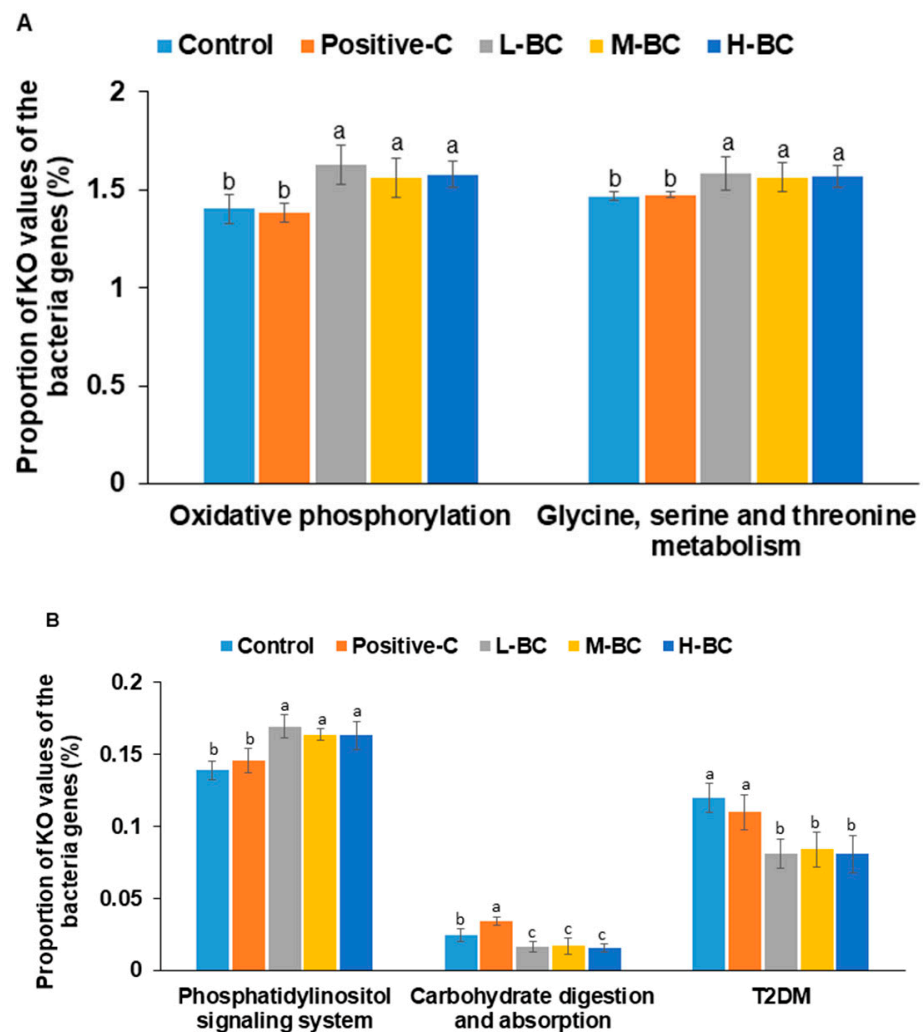 A
Control Positive-C L-BC M-BC H-BC
Proportion of KO values of the
bacteria genes (%)
2
1.5
1
0.5
0
b b a a a
b b a a a
Oxidative phosphorylation
Glycine, serine and threonine
metabolism
B
Control Positive-C L-BC M-BC H-BC
Proportion of KO values of the
bacteria genes (%)
0.2
0.15
0.1
0.05
0
b b a a a
b a c c c
a a b b b
Phosphatidylinositol
signaling system
Carbohydrate digestion
and absorption
T2DM